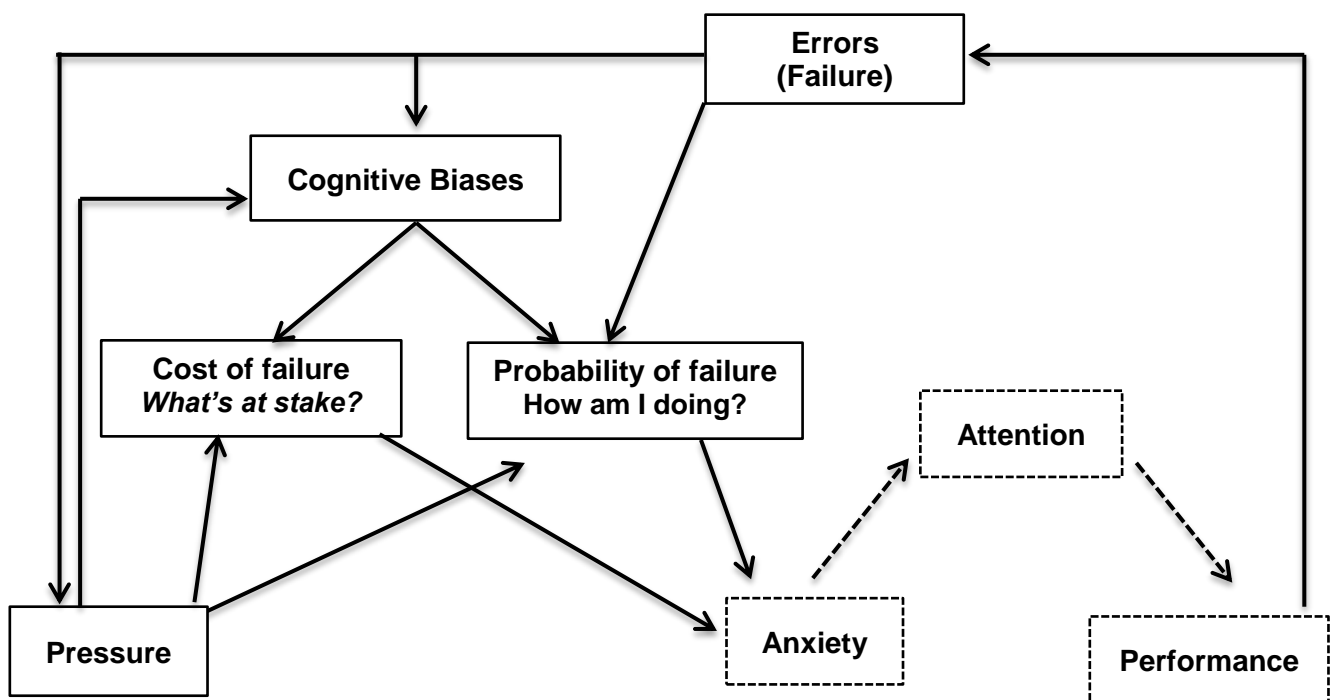 Errors
(Failure)
Cognitive Biases
Cost of failure
What's at stake?
Probability of failure
How am I doing?
Attention
Pressure
Anxiety
Performance